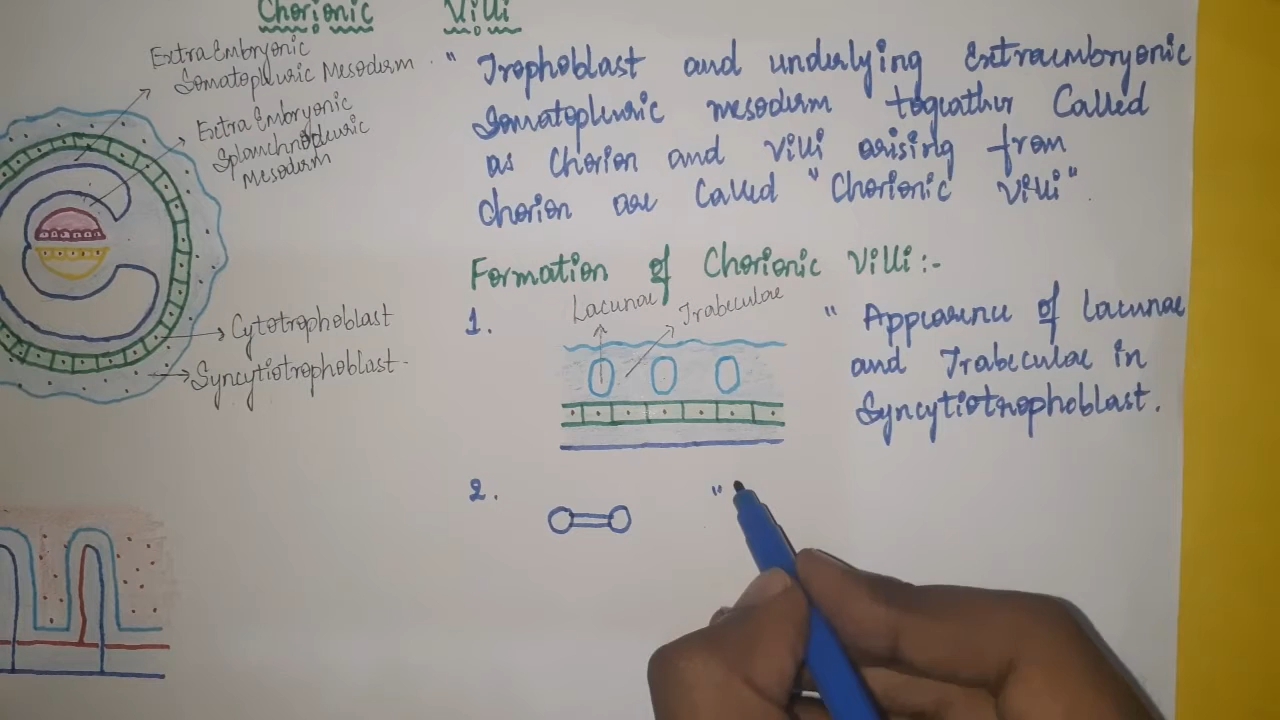 Chorionic Villi
Extra Embryonic
Somatopleuric Mesoderm
Extra Embryonic
Splanchnopleuric
Mesoderm
Cytotrophoblast
Syncytiotrophoblast
" Trophoblast and underlying Extraembryonic
Somatopleuric mesoderm togeather Called
as Chorion and Villi arising from
Chorion are Called "Chorionic Villi"
Formation of Chorionic Villi :-
Lacunae Trabeculae
1.
" Appearence of Lacunae
and Trabeculae in
Syncytiotrophoblast.
2. "